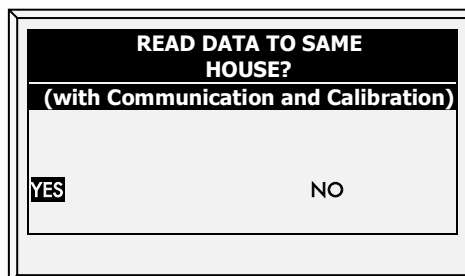 READ DATA TO SAME
HOUSE?
(with Communication and Calibration)
YES NO